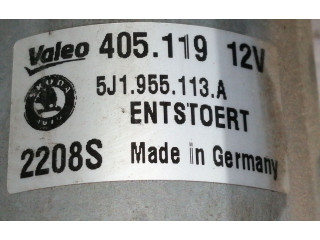 Valeo 405.119 12V
5J1.955.113.A
ENTSTOERT
2208S Made in Germany